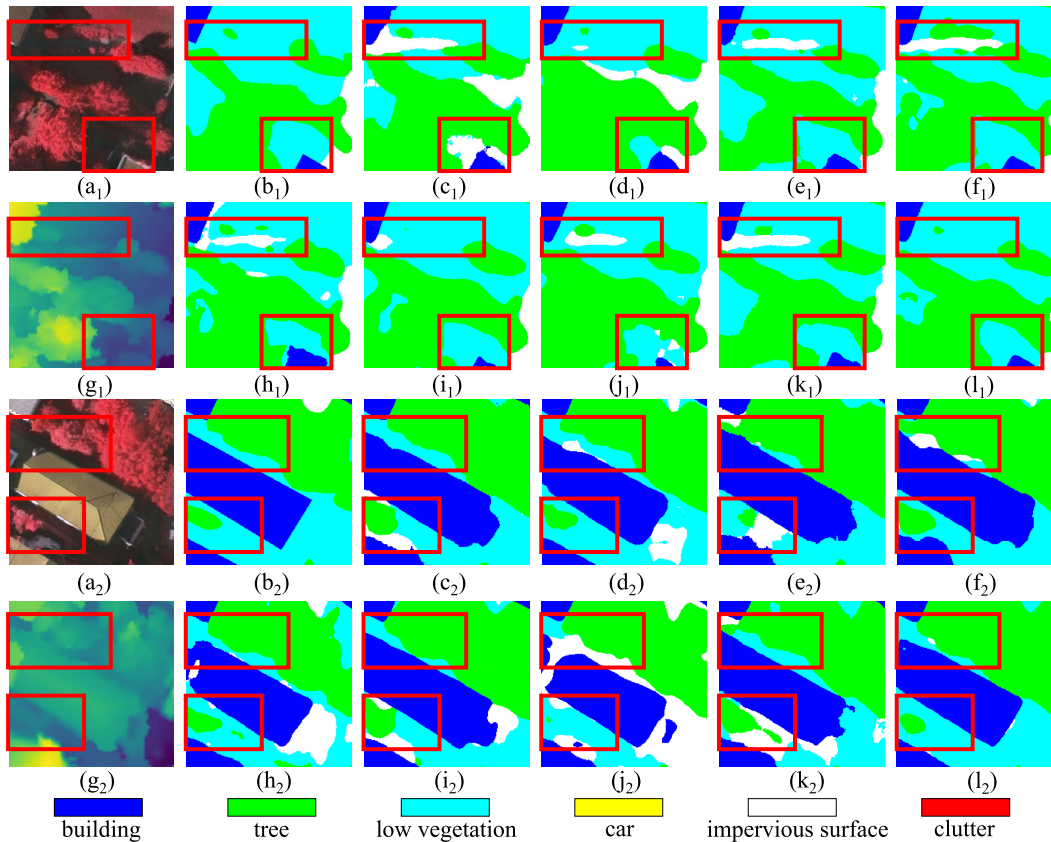 (a1) (b1) (c1) (d1) (e1) (f1)
(g1) (h1) (i1) (j1) (k1) (l1)
(a2) (b2) (c2) (d2) (e2) (f2)
(g2) (h2) (i2) (j2) (k2) (l2)
building tree low vegetation car impervious surface clutter